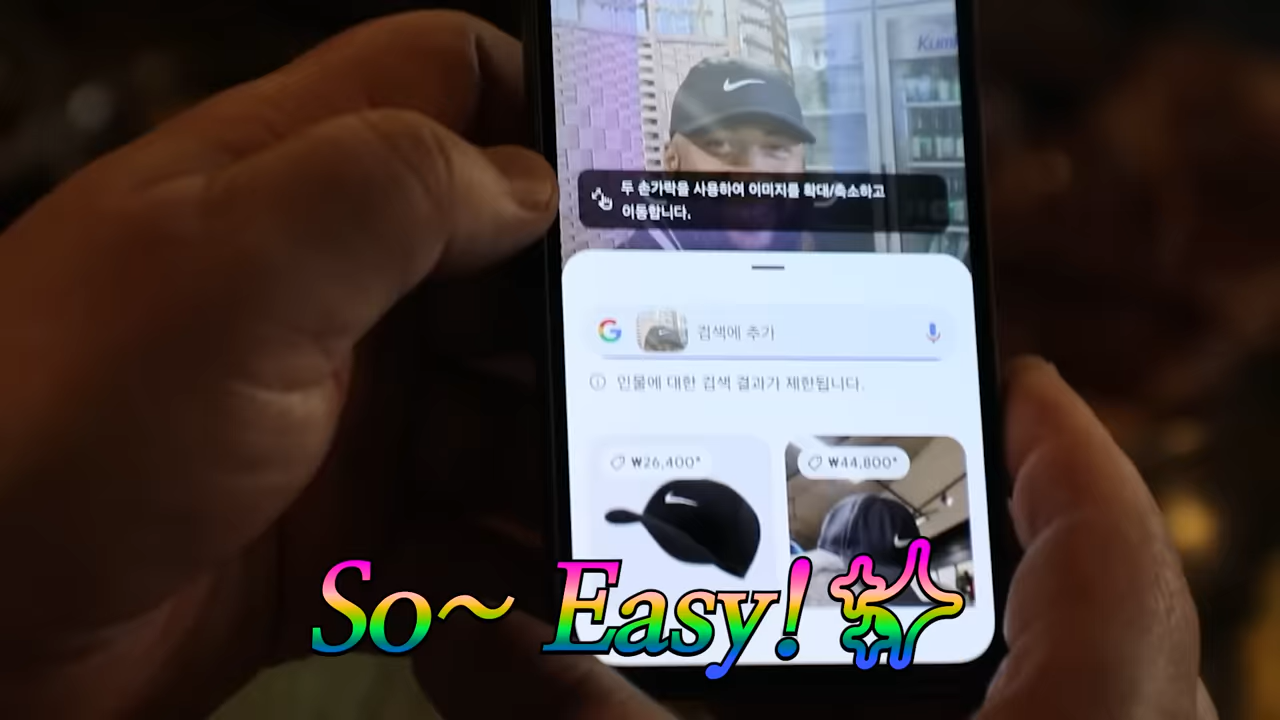 두 손가락을 사용하여 이미지를 확대/축소하고
이동합니다.
검색에 추가
인물에 대한 검색 결과가 제한됩니다.
₩26,400*
₩44,800*
So~ Easy!